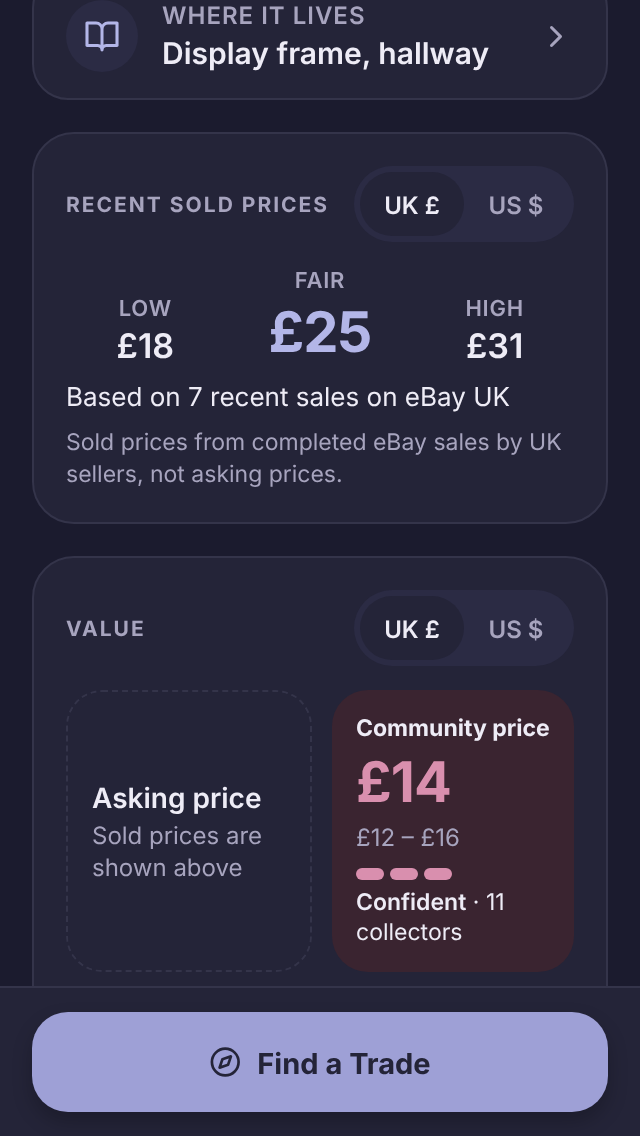 WHERE IT LIVES
Display frame, hallway
RECENT SOLD PRICES
UK £
US $
LOW
£18
FAIR
£25
HIGH
£31
Based on 7 recent sales on eBay UK
Sold prices from completed eBay sales by UK
sellers, not asking prices.
VALUE
UK £
US $
Asking price
Sold prices are
shown above
Community price
£14
£12 – £16
Confident · 11
collectors
Find a Trade